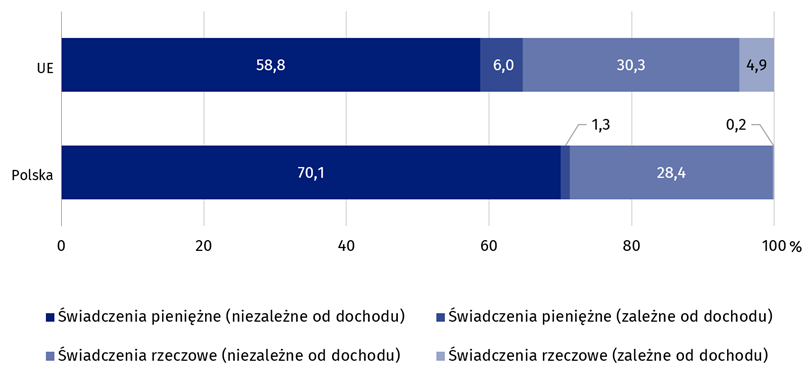 UE
58,8
6,0
30,3
4,9
1,3
0,2
Polska
70,1
28,4
0
20
40
60
80
100 %
Świadczenia pieniężne (niezależne od dochodu)
Świadczenia pieniężne (zależne od dochodu)
Świadczenia rzeczowe (niezależne od dochodu)
Świadczenia rzeczowe (zależne od dochodu)